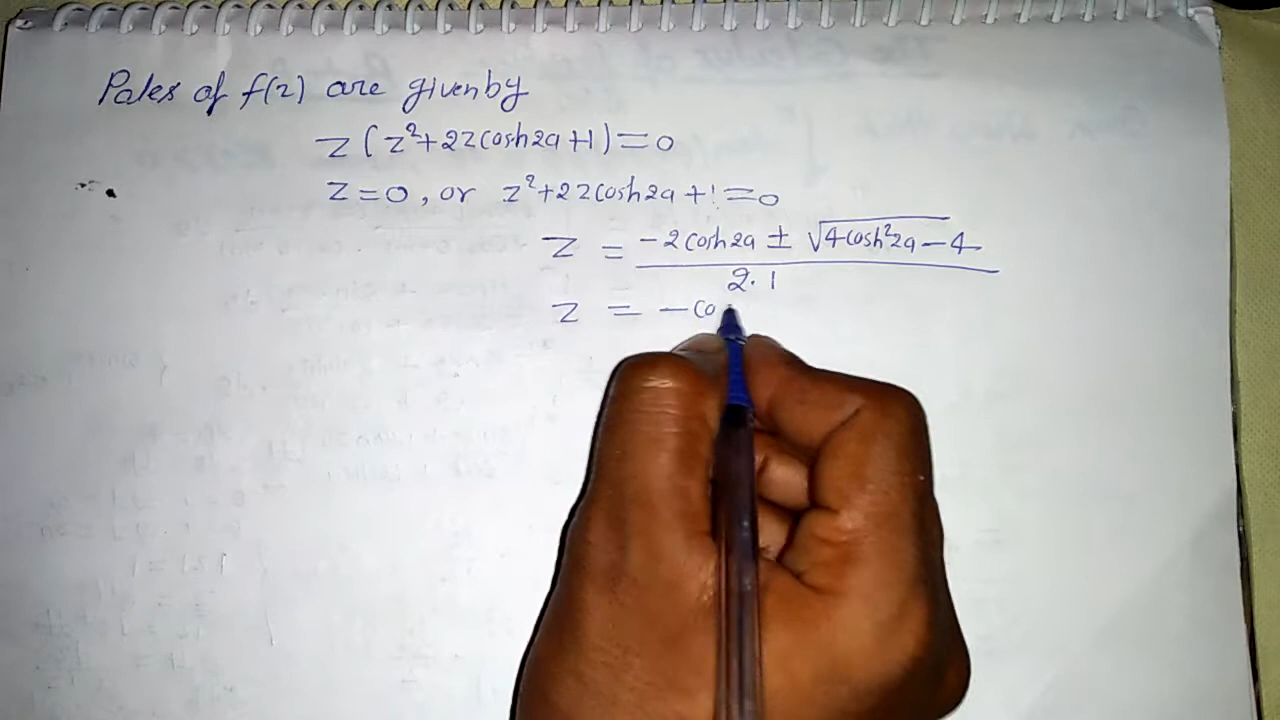 Poles of f(z) are given by
z(z²+2z cosh2a+1)=0
z=0, or z²+2z cosh2a+1=0
z = (-2cosh2a ± √(4cosh²2a-4))/(2·1)
z = -co